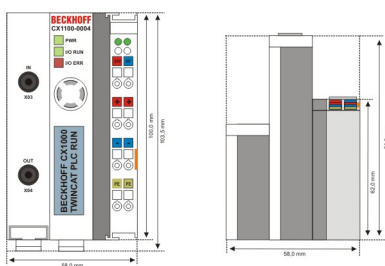 BECKHOFF
CX1100-0004
PWR
I/O RUN
I/O ERR
IN
X03
OUT
X04
BECKHOFF CX1000
TWINCAT PLC RUN
+ +
- -
PE PE
100,0 mm
103,5 mm
58,0 mm
62,0 mm
58,0 mm